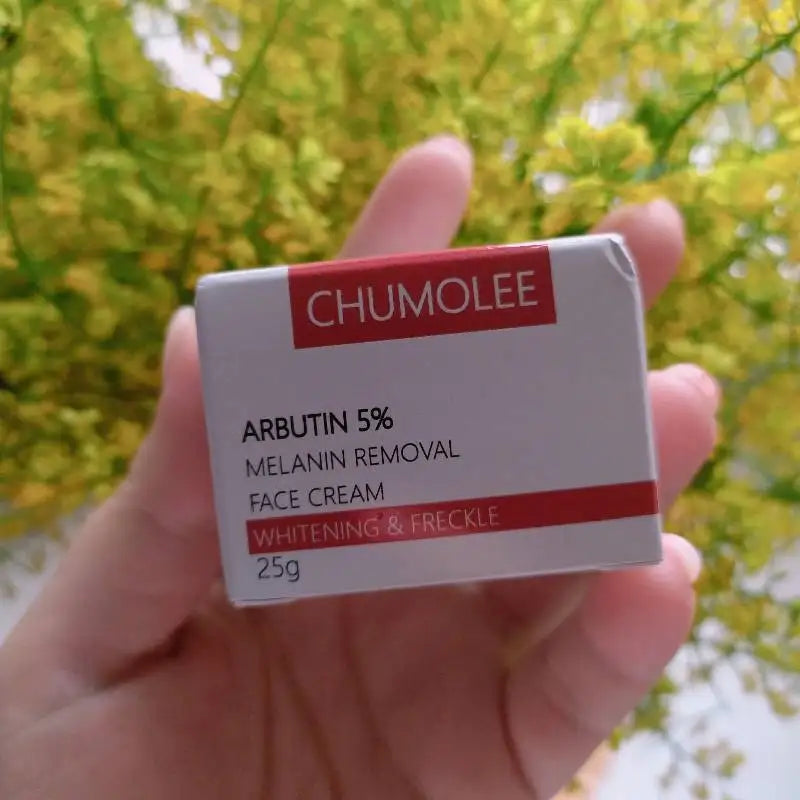 CHUMOLEE
ARBUTIN 5%
MELANIN REMOVAL
FACE CREAM
WHITENING & FRECKLE
25g